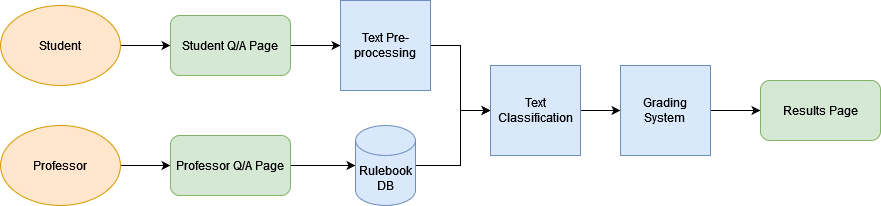 Student
Student Q/A Page
Text Pre-
processing
Text
Classification
Grading
System
Results Page
Professor
Professor Q/A Page
Rulebook
DB